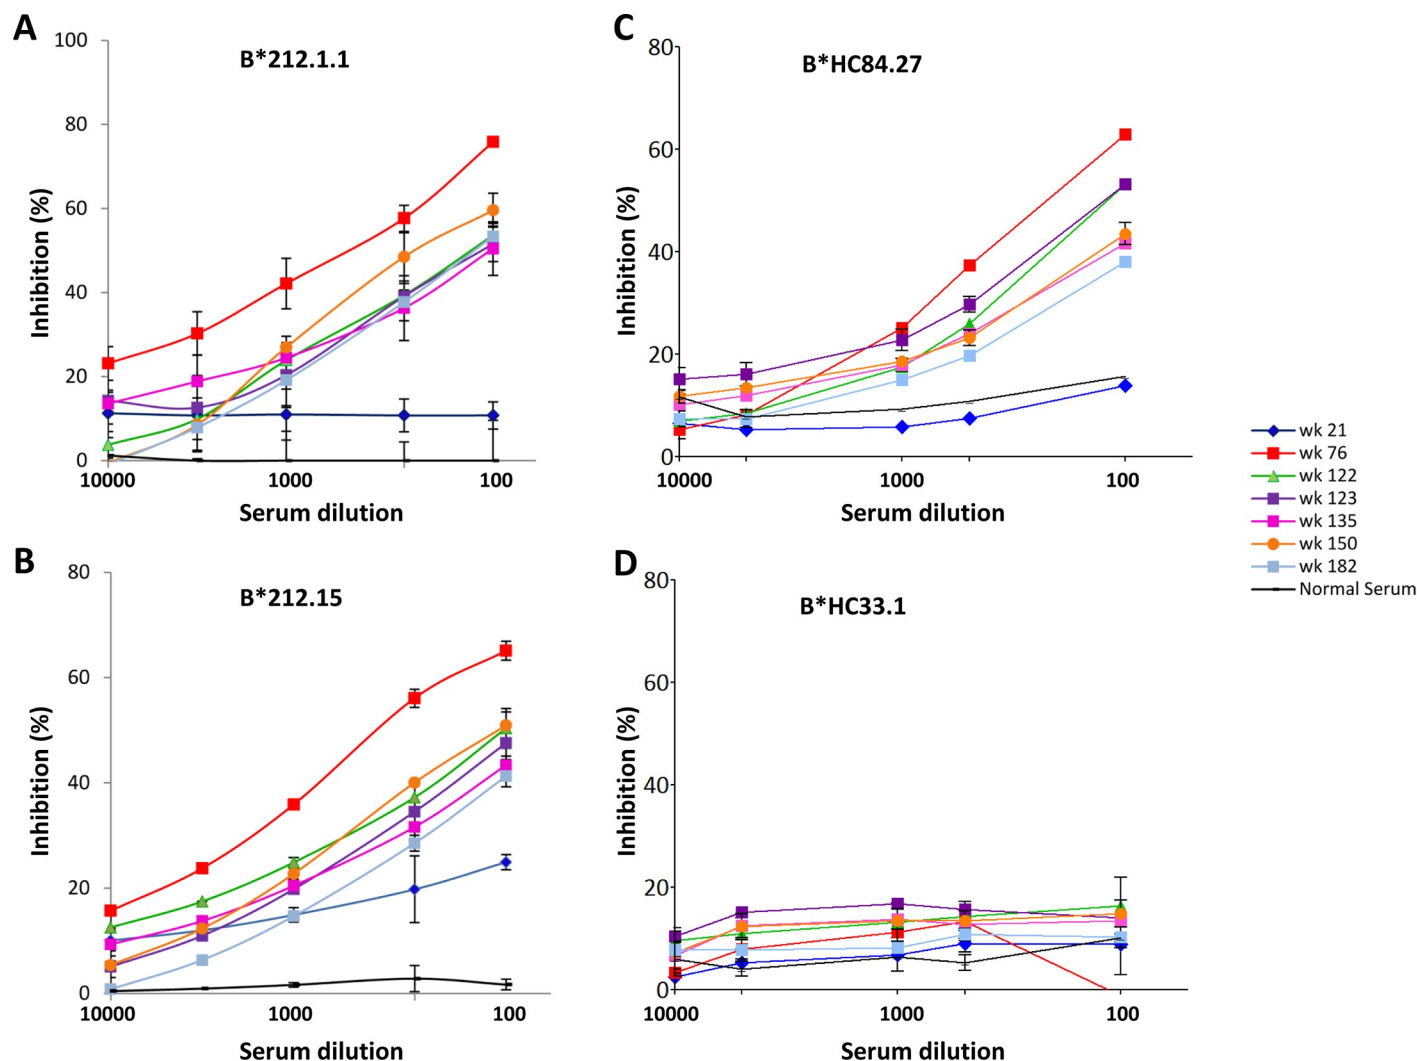 A
B*212.1.1
100
80
60
40
20
0
Inhibition (%)
10000
1000
100
Serum dilution
B
B*212.15
80
60
40
20
0
Inhibition (%)
10000
1000
100
Serum dilution
C
B*HC84.27
80
60
40
20
0
Inhibition (%)
10000
1000
100
Serum dilution
D
B*HC33.1
80
60
40
20
0
Inhibition (%)
10000
1000
100
Serum dilution
wk 21
wk 76
wk 122
wk 123
wk 135
wk 150
wk 182
Normal Serum